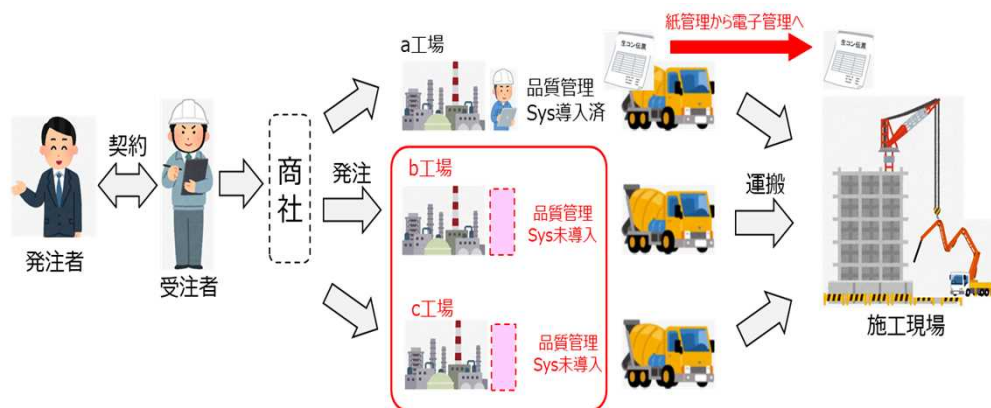 紙管理から電子管理へ
生コン伝票
生コン伝票
a工場
品質管理
Sys導入済
契約
商社
発注
b工場
品質管理
Sys未導入
運搬
発注者
受注者
c工場
品質管理
Sys未導入
施工現場